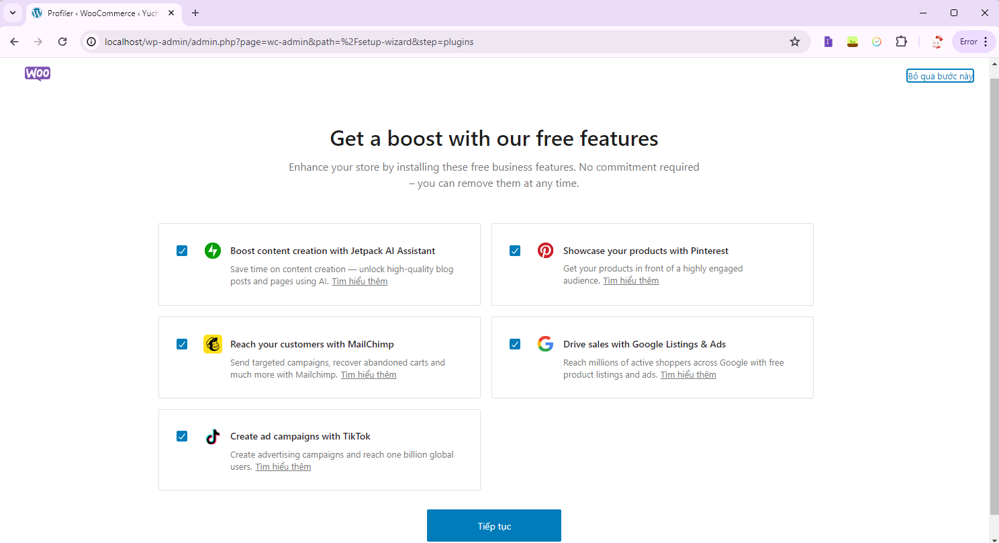 Profiler ‹ WooCommerce ‹ Yuch
localhost/wp-admin/admin.php?page=wc-admin&path=%2Fsetup-wizard&step=plugins
Error
WOO
Bỏ qua bước này
Get a boost with our free features
Enhance your store by installing these free business features. No commitment required
– you can remove them at any time.
Boost content creation with Jetpack AI Assistant
Save time on content creation — unlock high-quality blog
posts and pages using AI. Tìm hiểu thêm
Showcase your products with Pinterest
Get your products in front of a highly engaged
audience. Tìm hiểu thêm
Reach your customers with MailChimp
Send targeted campaigns, recover abandoned carts and
much more with Mailchimp. Tìm hiểu thêm
Drive sales with Google Listings & Ads
Reach millions of active shoppers across Google with free
product listings and ads. Tìm hiểu thêm
Create ad campaigns with TikTok
Create advertising campaigns and reach one billion global
users. Tìm hiểu thêm
Tiếp tục